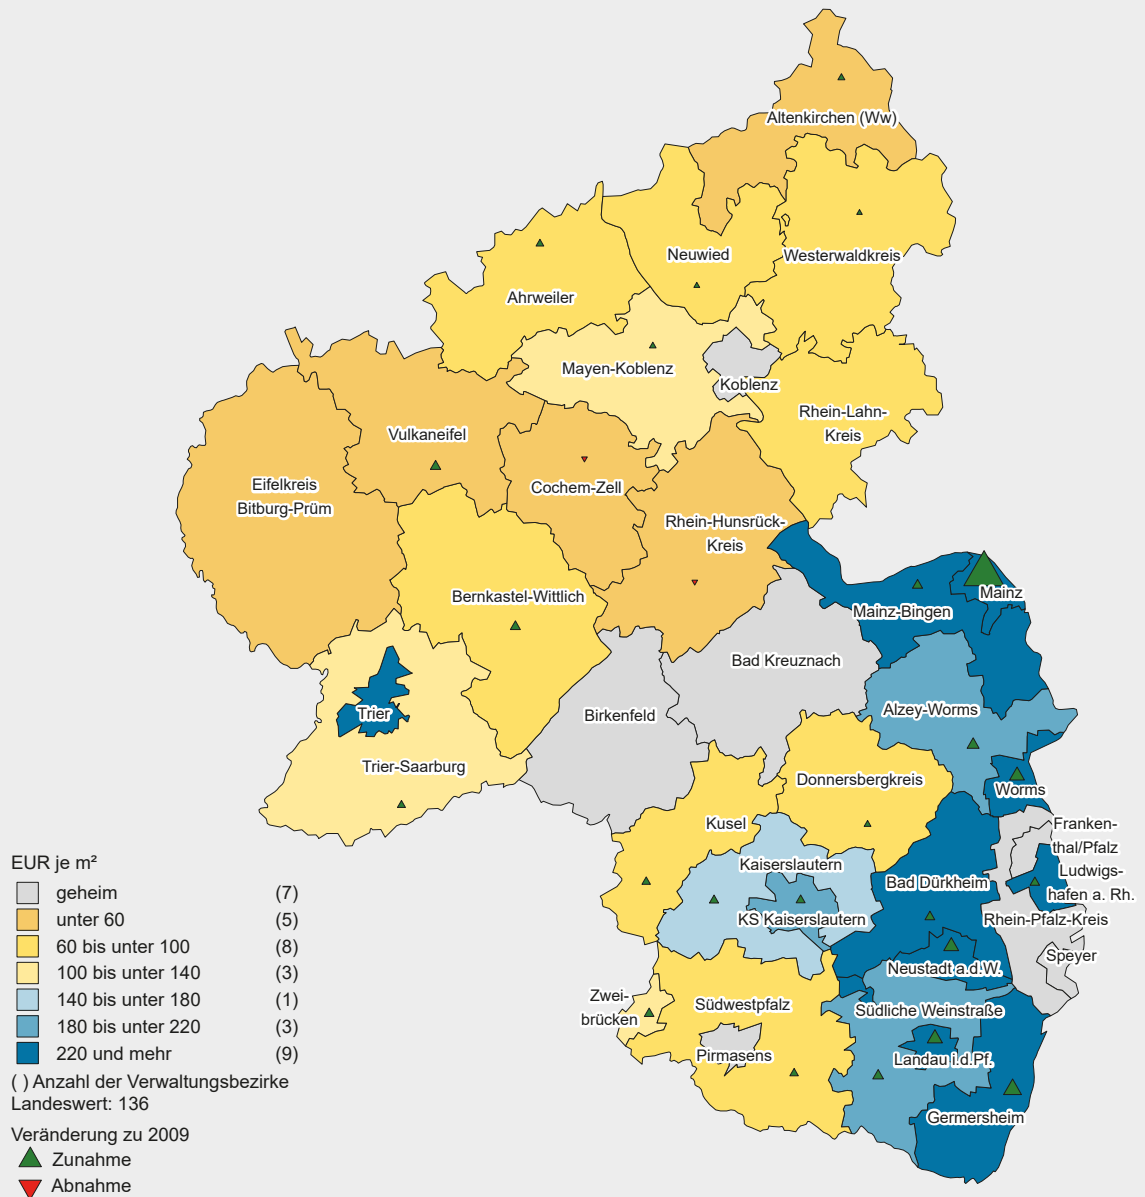 Altenkirchen (Ww)
Neuwied
Westerwaldkreis
Ahrweiler
Mayen-Koblenz
Koblenz
Rhein-Lahn-
Kreis
Vulkaneifel
Cochem-Zell
Eifelkreis
Bitburg-Prüm
Rhein-Hunsrück-
Kreis
Bernkastel-Wittlich
Mainz
Mainz-Bingen
Bad Kreuznach
Birkenfeld
Alzey-Worms
Trier
Trier-Saarburg
Donnersbergkreis
Worms
Kusel
Franken-
thal/Pfalz
Kaiserslautern
Ludwigs-
hafen a. Rh.
Bad Dürkheim
KS Kaiserslautern
Rhein-Pfalz-Kreis
Speyer
Neustadt a.d.W.
Zwei-
brücken
Südwestpfalz
Südliche Weinstraße
Pirmasens
Landau i.d.Pf.
Germersheim
EUR je m²
geheim (7)
unter 60 (5)
60 bis unter 100 (8)
100 bis unter 140 (3)
140 bis unter 180 (1)
180 bis unter 220 (3)
220 und mehr (9)
( ) Anzahl der Verwaltungsbezirke
Landeswert: 136
Veränderung zu 2009
Zunahme
Abnahme